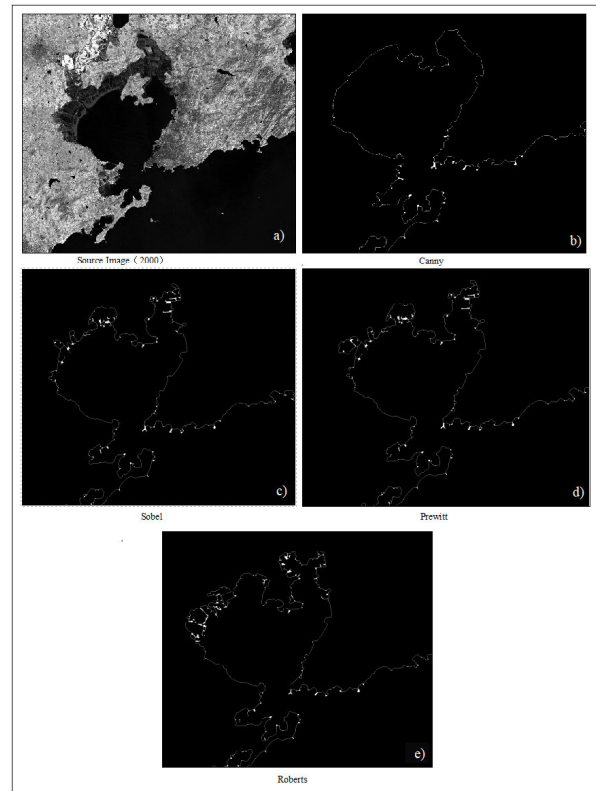 a)
Source Image（2000）
b)
Canny
c)
Sobel
d)
Prewitt
e)
Roberts